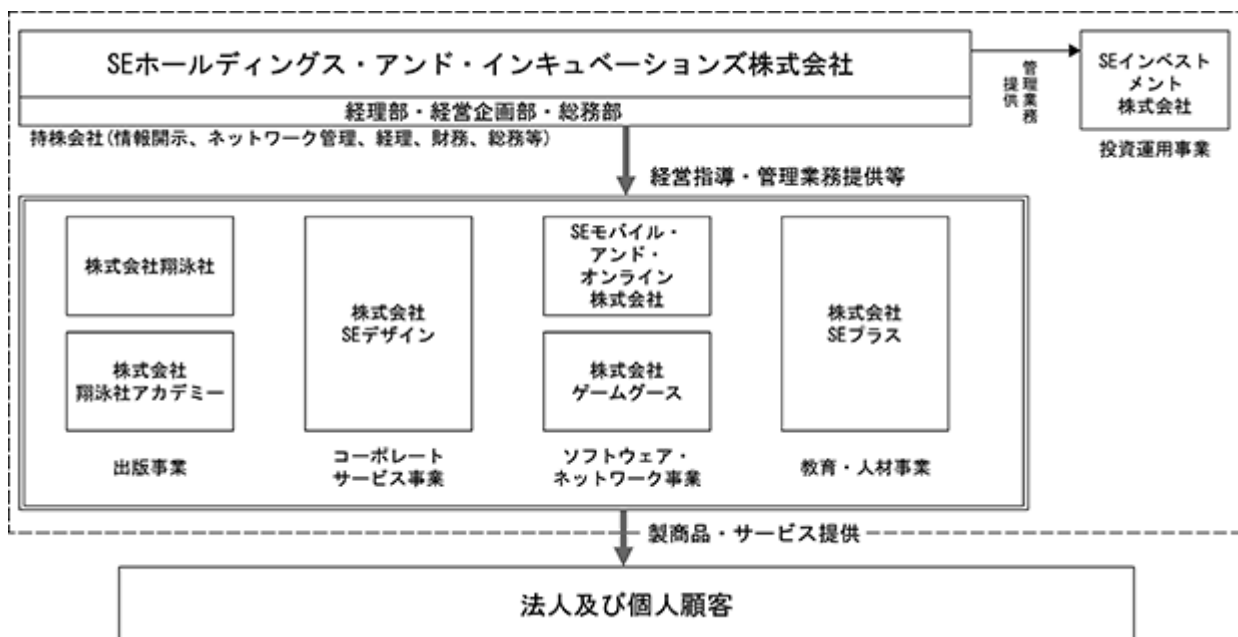 SEホールディングス・アンド・インキュベーションズ株式会社
経理部・経営企画部・総務部
持株会社(情報開示、ネットワーク管理、経理、財務、総務等)
管理業務
提供
SEインベスト
メント
株式会社
投資運用事業
経営指導・管理業務提供等
株式会社翔泳社
株式会社
翔泳社アカデミー
出版事業
株式会社
SEデザイン
コーポレート
サービス事業
SEモバイル・
アンド・
オンライン
株式会社
株式会社
ゲームグース
ソフトウェア・
ネットワーク事業
株式会社
SEプラス
教育・人材事業
製商品・サービス提供
法人及び個人顧客